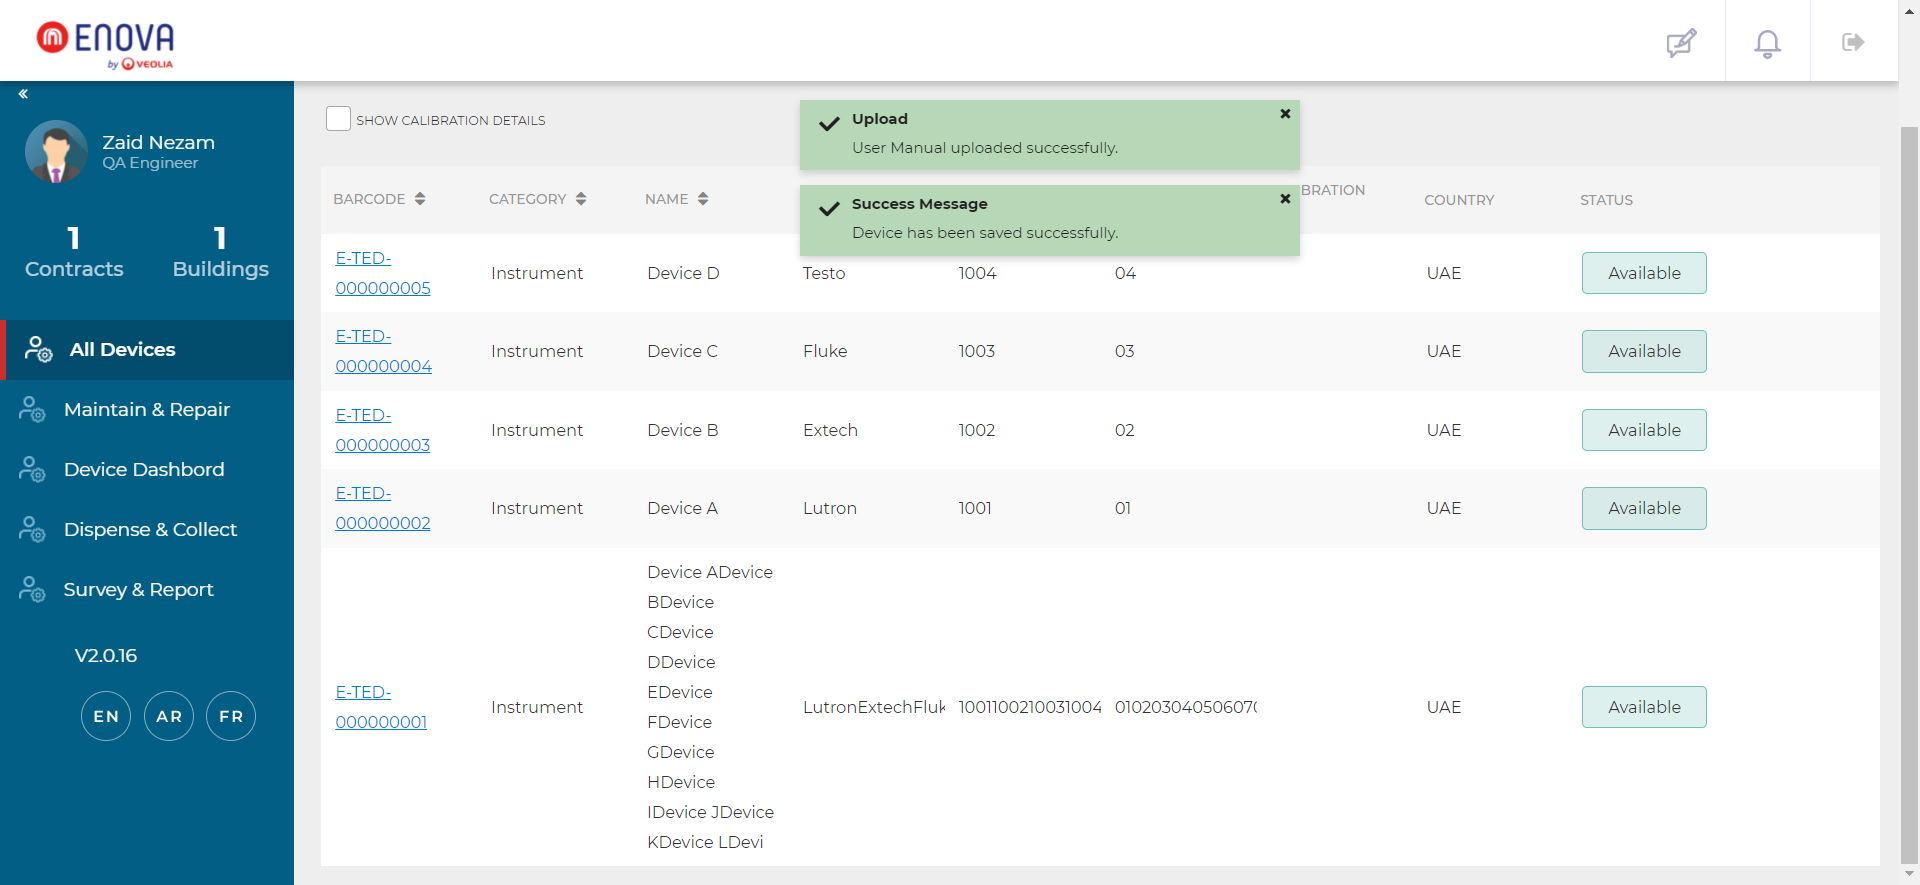 ENOVA
by VEOLIA
«
Zaid Nezam
QA Engineer
1
Contracts
1
Buildings
All Devices
Maintain & Repair
Device Dashbord
Dispense & Collect
Survey & Report
V2.0.16
EN AR FR
SHOW CALIBRATION DETAILS
Upload
User Manual uploaded successfully.
Success Message
Device has been saved successfully.
BARCODE CATEGORY NAME BRATION COUNTRY STATUS
E-TED-
000000005
Instrument Device D Testo 1004 04 UAE Available
E-TED-
000000004
Instrument Device C Fluke 1003 03 UAE Available
E-TED-
000000003
Instrument Device B Extech 1002 02 UAE Available
E-TED-
000000002
Instrument Device A Lutron 1001 01 UAE Available
E-TED-
000000001
Instrument
Device ADevice
BDevice
CDevice
DDevice
EDevice
FDevice
GDevice
HDevice
IDevice JDevice
KDevice LDevi
LutronExtechFluk 1001100210031004 01020304050607 UAE Available